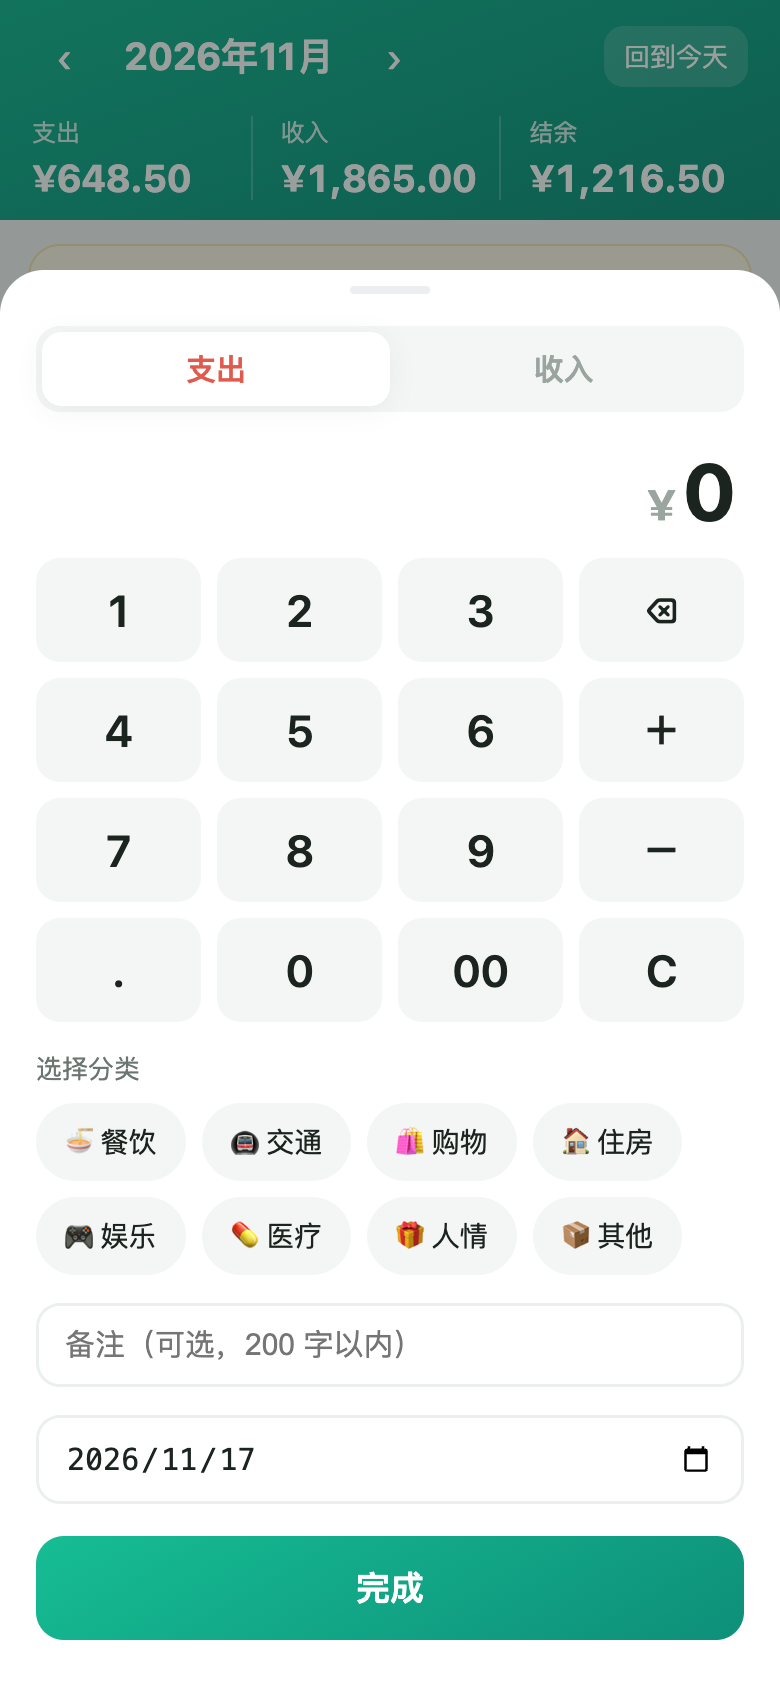 ‹ 2026年11月 › 回到今天
支出 收入 结余
¥648.50 ¥1,865.00 ¥1,216.50
支出 收入
¥0
1 2 3
4 5 6 +
7 8 9 −
. 0 00 C
选择分类
餐饮 交通 购物 住房
娱乐 医疗 人情 其他
备注（可选，200 字以内）
2026/11/17
完成